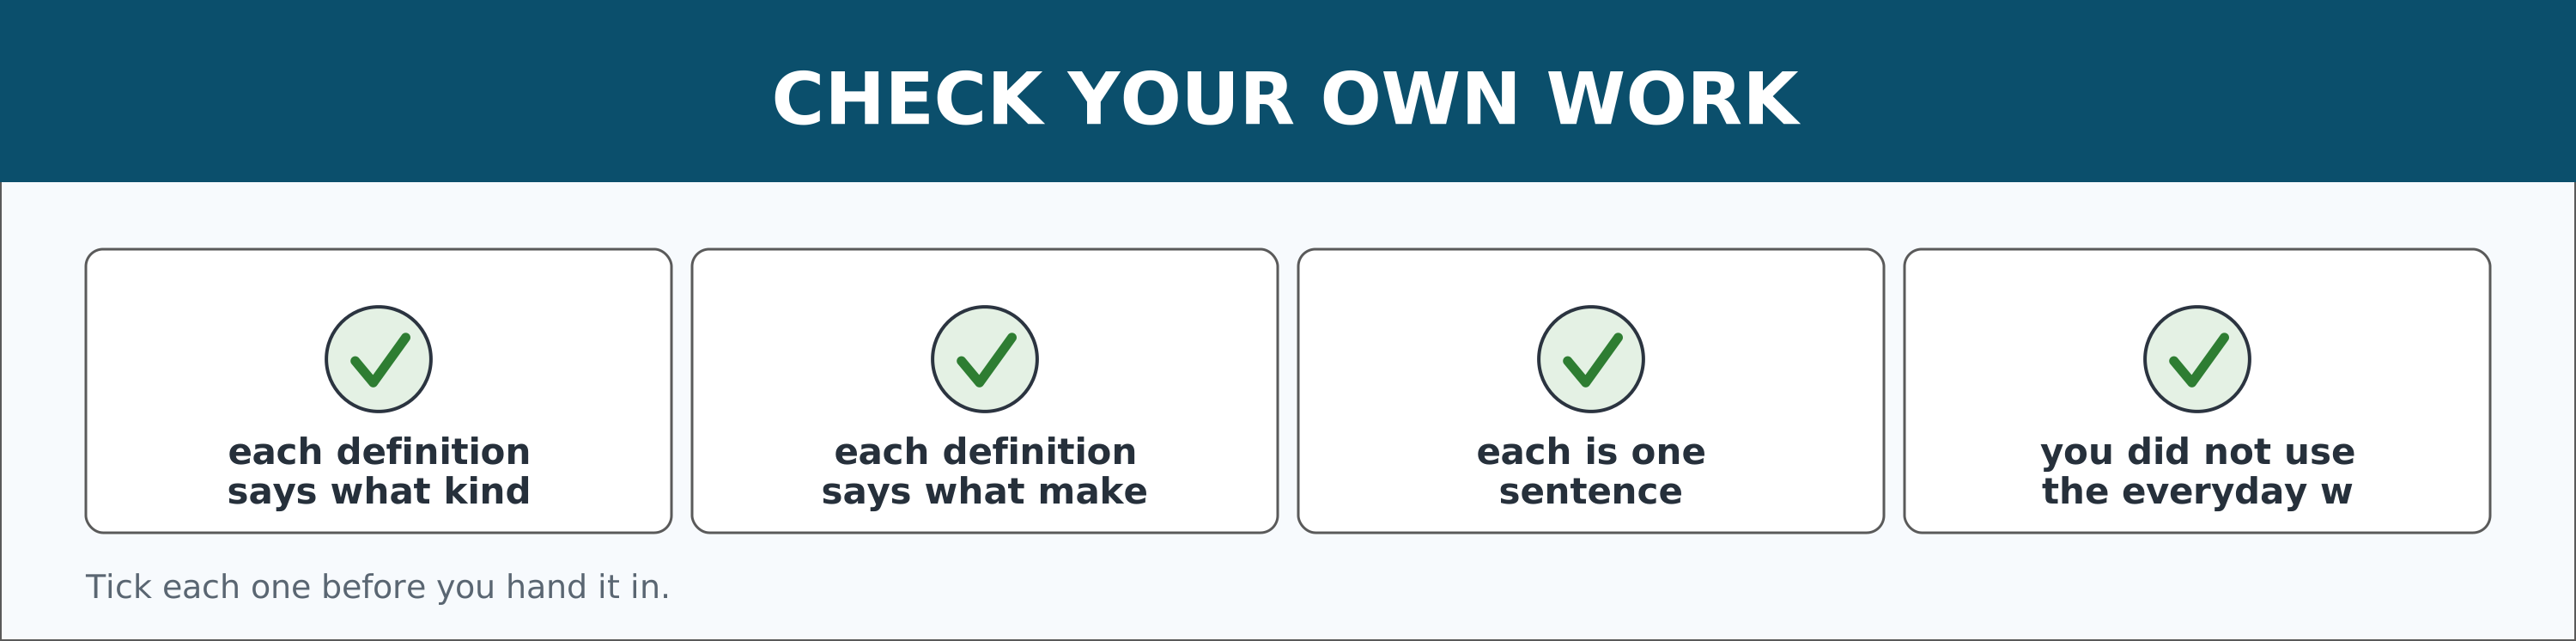 CHECK YOUR OWN WORK
each definition
says what kind
each definition
says what make
each is one
sentence
you did not use
the everyday w
Tick each one before you hand it in.